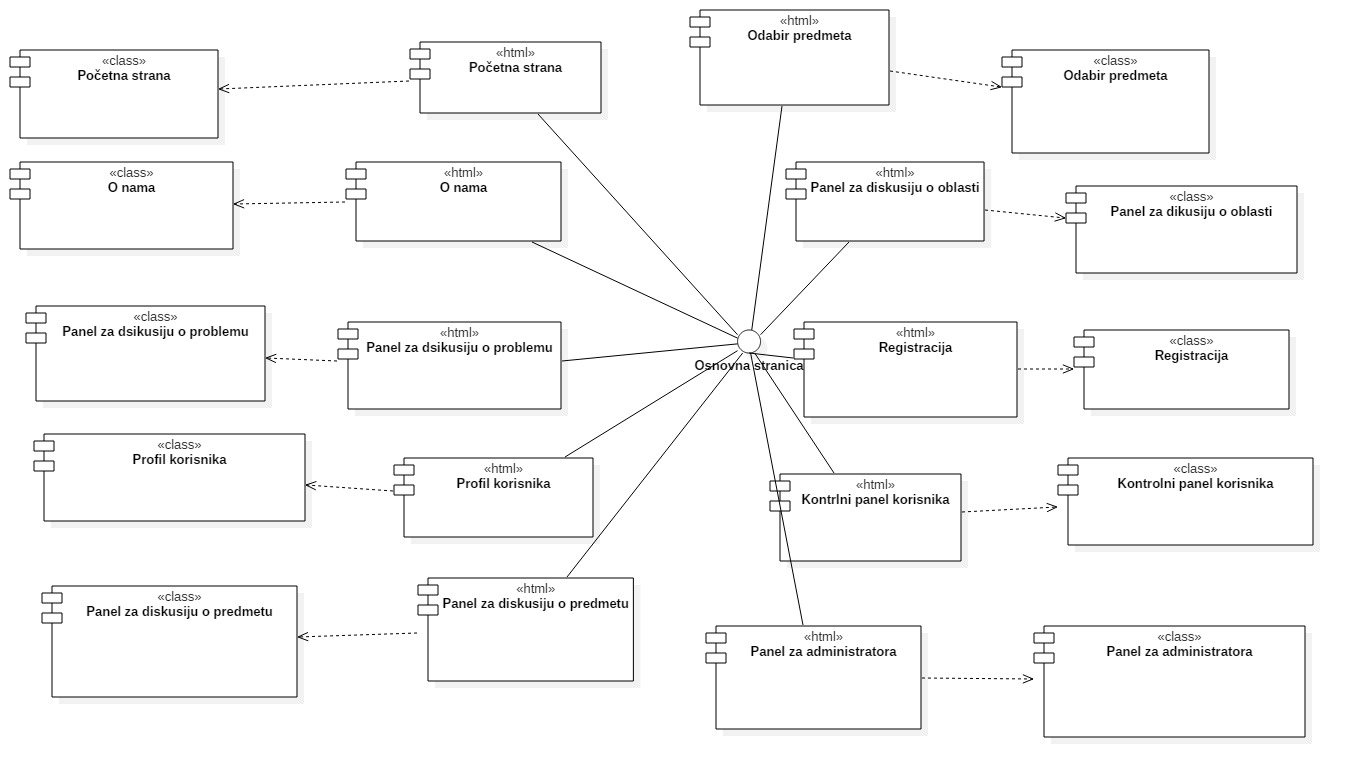 «class»
Početna strana
«html»
Početna strana
«html»
Odabir predmeta
«class»
Odabir predmeta
«class»
O nama
«html»
O nama
«html»
Panel za diskusiju o oblasti
«class»
Panel za dikusiju o oblasti
«class»
Panel za dsikusiju o problemu
«html»
Panel za dsikusiju o problemu
Osnovna stranica
«html»
Registracija
«class»
Registracija
«class»
Profil korisnika
«html»
Profil korisnika
«html»
Kontrlni panel korisnika
«class»
Kontrolni panel korisnika
«class»
Panel za diskusiju o predmetu
«html»
Panel za diskusiju o predmetu
«html»
Panel za administratora
«class»
Panel za administratora